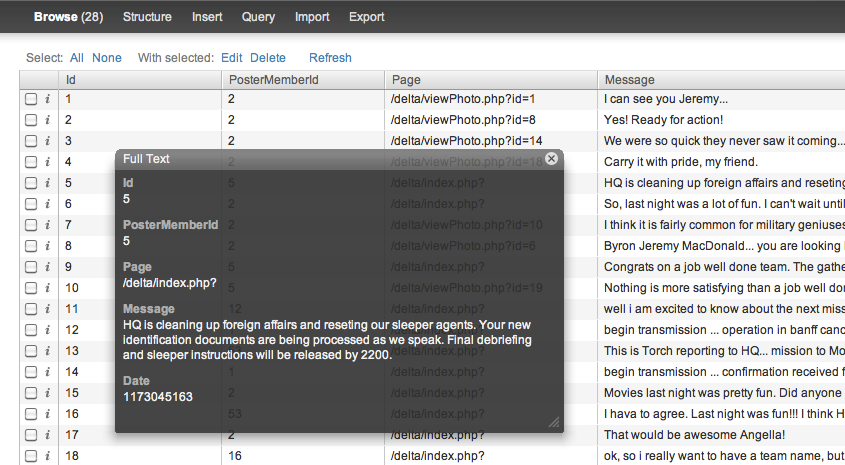 Browse (28) Structure Insert Query Import Export
Select: All None With selected: Edit Delete Refresh
Id PosterMemberId Page Message
1 2 /delta/viewPhoto.php?id=1 I can see you Jeremy...
2 2 /delta/viewPhoto.php?id=8 Yes! Ready for action!
3 2 /delta/viewPhoto.php?id=14 We were so quick they never saw it coming...
4 2 /delta/viewPhoto.php?id=18 Carry it with pride, my friend.
5 5 /delta/index.php? HQ is cleaning up foreign affairs and reseting
6 2 /delta/index.php? So, last night was a lot of fun. I can't wait until
7 2 /delta/viewPhoto.php?id=10 I think it is fairly common for military geniuses
8 2 /delta/viewPhoto.php?id=6 Byron Jeremy MacDonald... you are looking
9 5 /delta/index.php? Congrats on a job well done team. The gathe
10 2 /delta/viewPhoto.php?id=19 Nothing is more satisfying than a job well don
11 12 /delta/index.php? well i am excited to know about the next miss
12 begin transmission ... operation in banff canc
13 This is Torch reporting to HQ... mission to Mo
14 1 /delta/index.php? begin transmission ... confirmation received f
15 2 /delta/index.php? Movies last night was pretty fun. Did anyone
16 53 /delta/index.php? I hava to agree. Last night was fun!!! I think H
17 2 /delta/index.php? That would be awesome Angella!
18 16 /delta/index.php? ok, so i really want to have a team name, but
Full Text
Id
5
PosterMemberId
5
Page
/delta/index.php?
Message
HQ is cleaning up foreign affairs and reseting our sleeper agents. Your new
identification documents are being processed as we speak. Final debriefing
and sleeper instructions will be released by 2200.
Date
1173045163